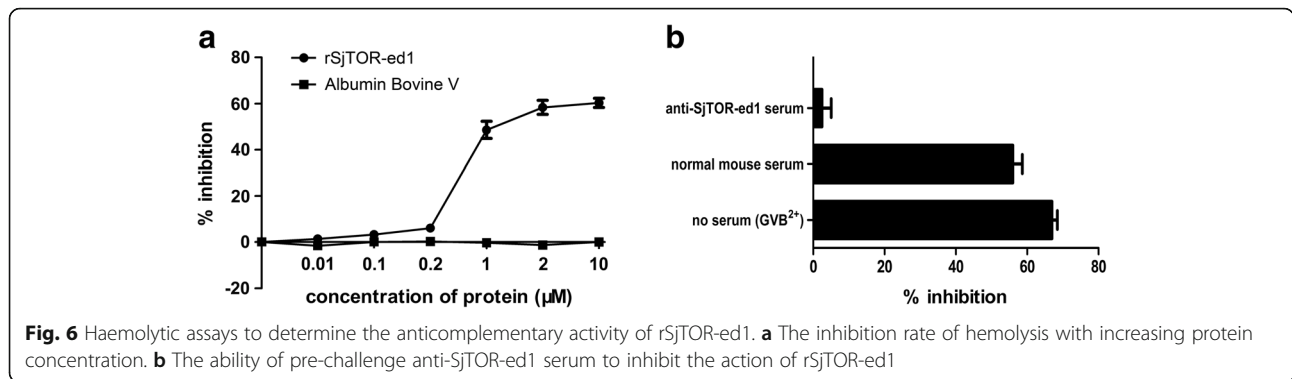 a
80
60
40
20
0
-20
% inhibition
rSjTOR-ed1
Albumin Bovine V
0.01 0.1 0.2 1 2 10
concentration of protein (µM)
b
anti-SjTOR-ed1 serum
normal mouse serum
no serum (GVB²⁺)
0 20 40 60 80
% inhibition
Fig. 6 Haemolytic assays to determine the anticomplementary activity of rSjTOR-ed1. a The inhibition rate of hemolysis with increasing protein
concentration. b The ability of pre-challenge anti-SjTOR-ed1 serum to inhibit the action of rSjTOR-ed1